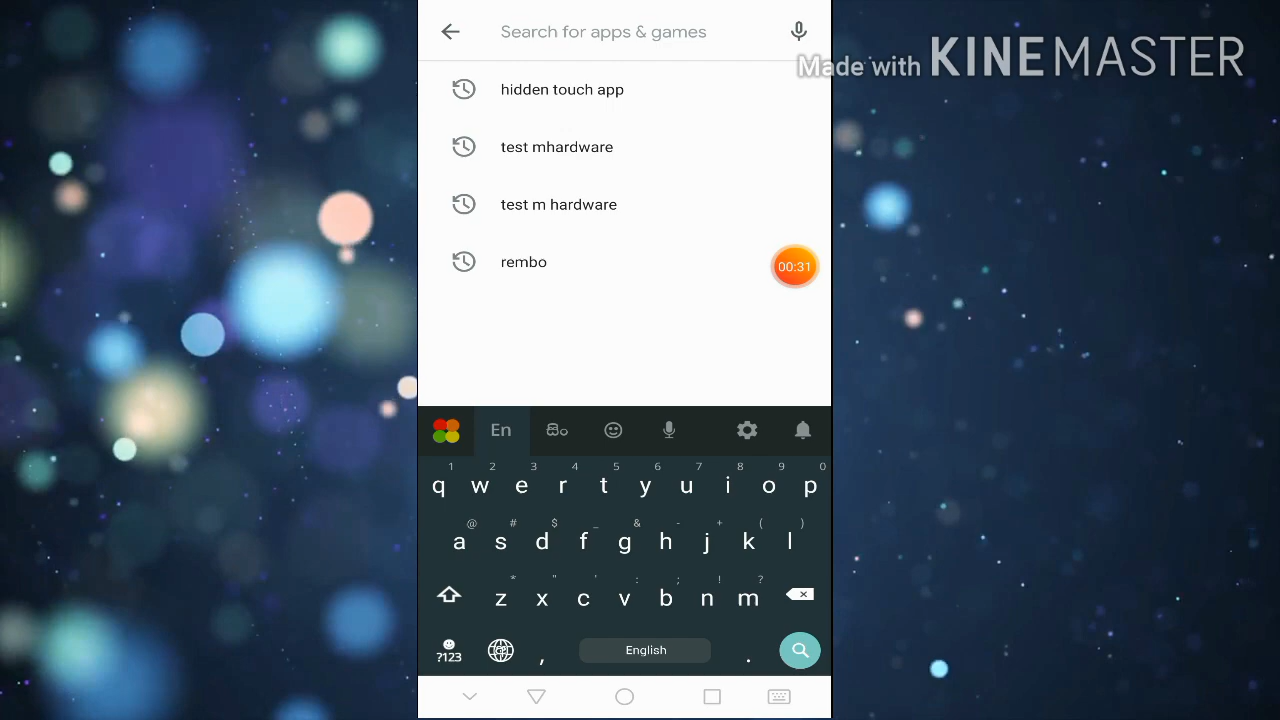 Search for apps & games
Made with KINEMASTER
hidden touch app
test mhardware
test m hardware
rembo
00:31
En
1 2 3 4 5 6 7 8 9 0
q w e r t y u i o p
@ # $ _ & - + ( )
a s d f g h j k l
* " ' : ; ! ?
z x c v b n m
?123 , English .